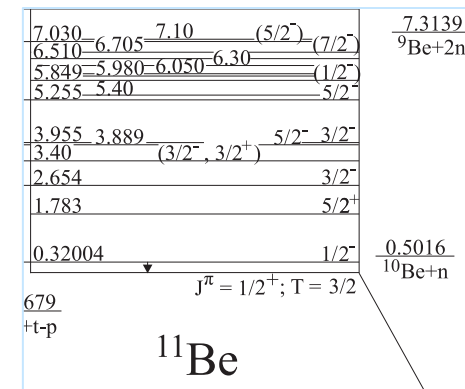 7.030 7.10 (5/2⁻)
6.510 6.705 6.30 (7/2⁻)
5.849 5.980 6.050 (1/2⁻)
5.255 5.40 5/2⁻
3.955 3.889 5/2⁻ 3/2⁻
3.40 (3/2⁻, 3/2⁺)
2.654 3/2⁻
1.783 5/2⁺
0.32004 1/2⁻
Jπ = 1/2⁺; T = 3/2
7.3139
⁹Be+2n
0.5016
¹⁰Be+n
679
+t-p
¹¹Be